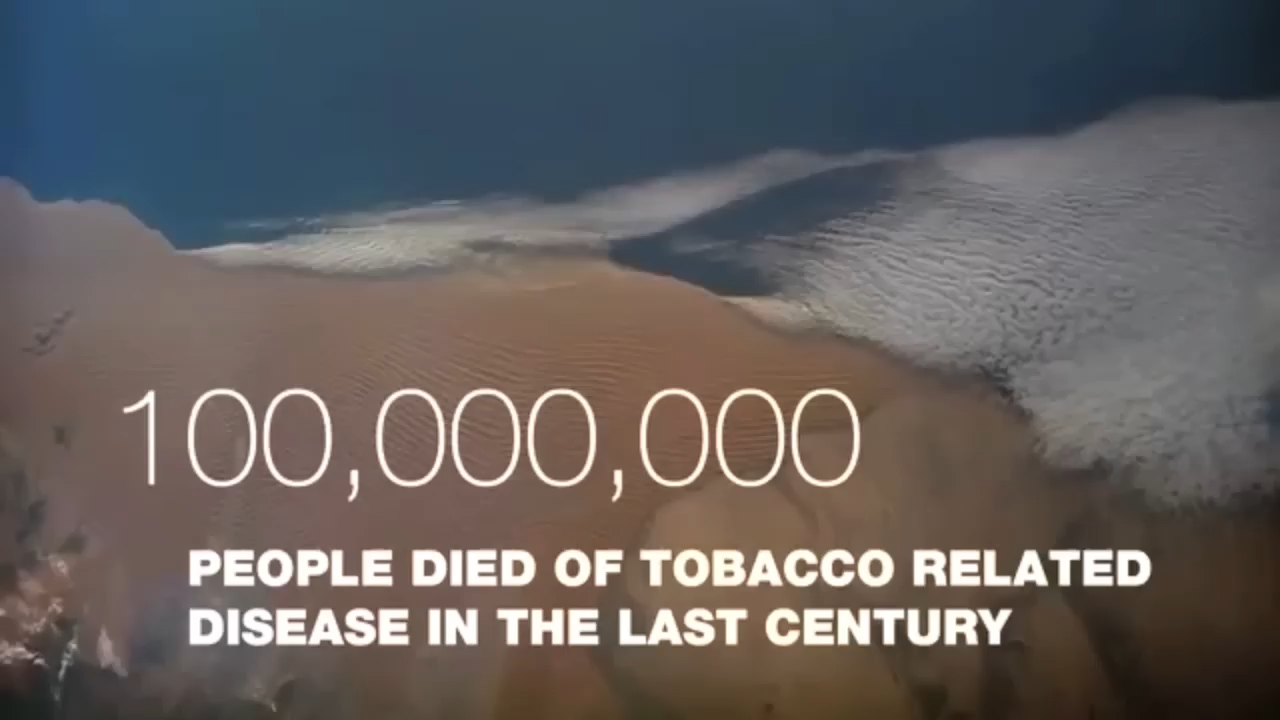 100,000,000
PEOPLE DIED OF TOBACCO RELATED
DISEASE IN THE LAST CENTURY